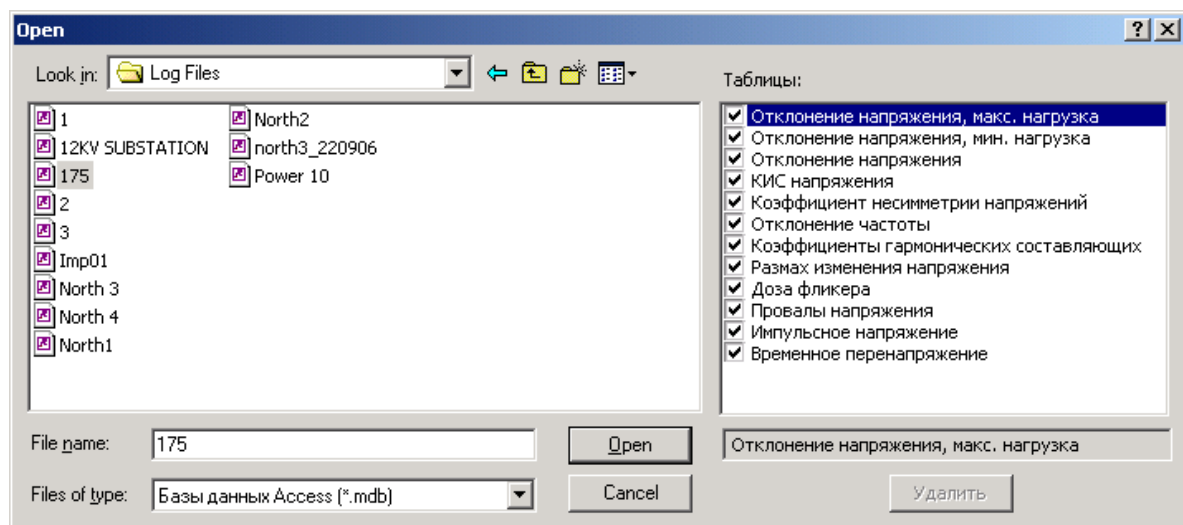 Open
Look in: Log Files
Таблицы:
1
12KV SUBSTATION
175
2
3
Imp01
North 3
North 4
North1
North2
north3_220906
Power 10
Отклонение напряжения, макс. нагрузка
Отклонение напряжения, мин. нагрузка
Отклонение напряжения
КИС напряжения
Коэффициент несимметрии напряжений
Отклонение частоты
Коэффициенты гармонических составляющих
Размах изменения напряжения
Доза фликера
Провалы напряжения
Импульсное напряжение
Временное перенапряжение
File name: 175
Open
Отклонение напряжения, макс. нагрузка
Files of type: Базы данных Access (*.mdb)
Cancel
Удалить